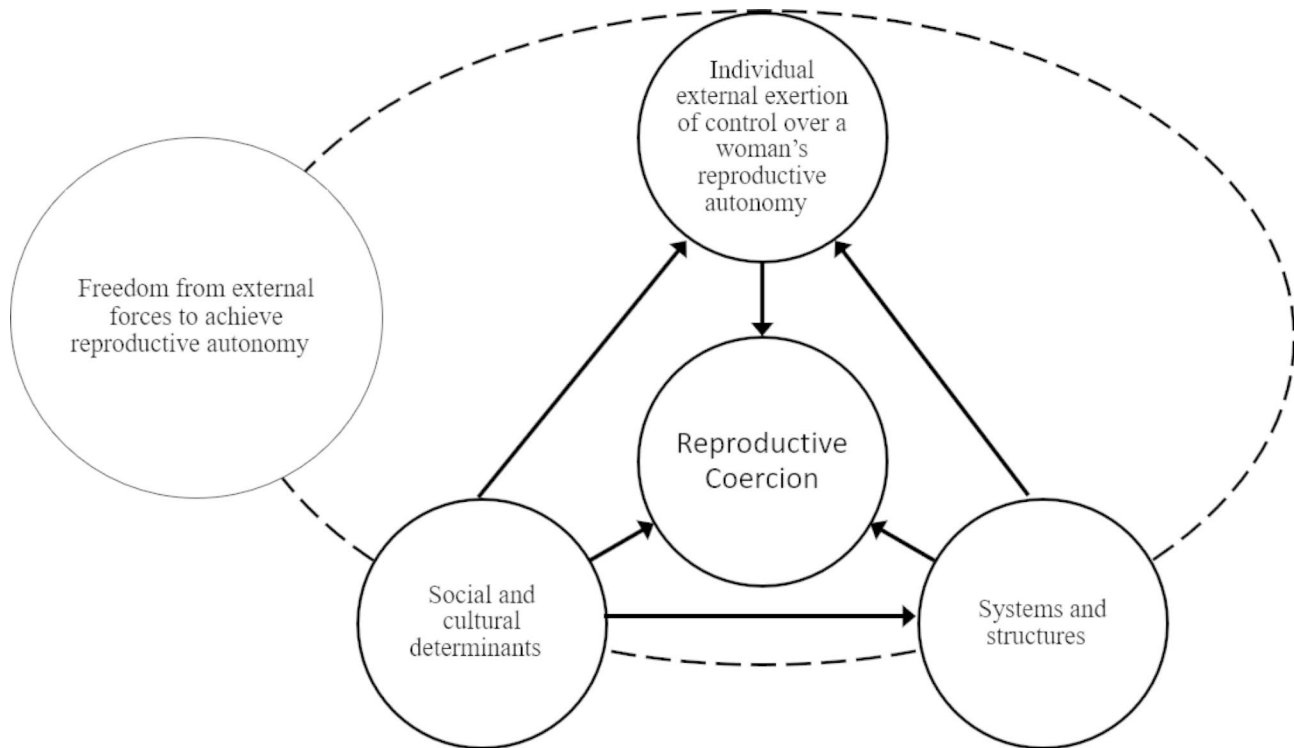 Individual
external exertion
of control over a
woman’s
reproductive
autonomy
Freedom from external
forces to achieve
reproductive autonomy
Reproductive
Coercion
Social and
cultural
determinants
Systems and
structures